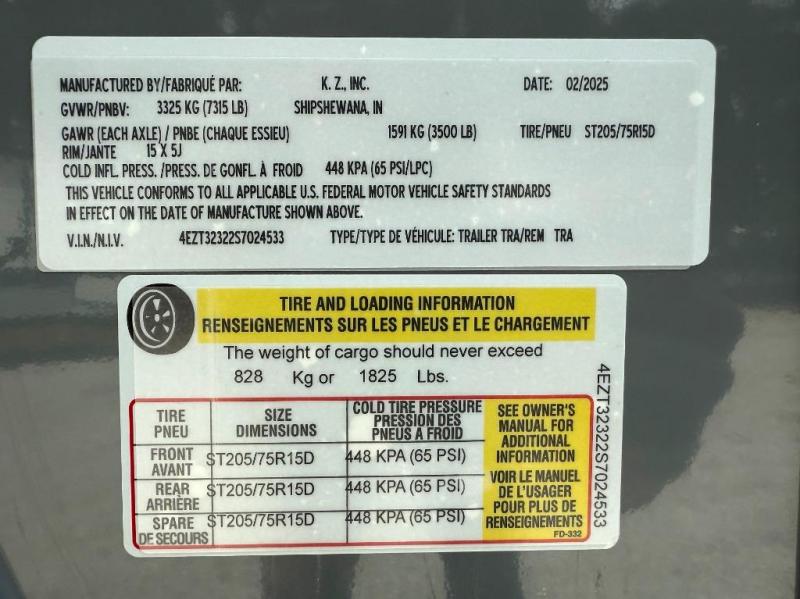 MANUFACTURED BY/FABRIQUÉ PAR: K. Z., INC. DATE: 02/2025
GVWR/PNBV: 3325 KG (7315 LB) SHIPSHEWANA, IN
GAWR (EACH AXLE) / PNBE (CHAQUE ESSIEU) 1591 KG (3500 LB) TIRE/PNEU ST205/75R15D
RIM/JANTE 15 X 5J
COLD INFL. PRESS. /PRESS. DE GONFL. À FROID 448 KPA (65 PSI/LPC)
THIS VEHICLE CONFORMS TO ALL APPLICABLE U.S. FEDERAL MOTOR VEHICLE SAFETY STANDARDS
IN EFFECT ON THE DATE OF MANUFACTURE SHOWN ABOVE.
V.I.N./N.I.V. 4EZT32322S7024533 TYPE/TYPE DE VÉHICULE: TRAILER TRA/REM TRA
TIRE AND LOADING INFORMATION
RENSEIGNEMENTS SUR LES PNEUS ET LE CHARGEMENT
The weight of cargo should never exceed
828 Kg or 1825 Lbs.
TIRE
PNEU
SIZE
DIMENSIONS
COLD TIRE PRESSURE
PRESSION DES
PNEUS A FROID
FRONT
AVANT
ST205/75R15D
448 KPA (65 PSI)
REAR
ARRIÈRE
ST205/75R15D
448 KPA (65 PSI)
SPARE
DE SECOURS
ST205/75R15D
448 KPA (65 PSI)
SEE OWNER'S
MANUAL FOR
ADDITIONAL
INFORMATION
VOIR LE MANUEL
DE L'USAGER
POUR PLUS DE
RENSEIGNEMENTS
FD-332
4EZT32322S7024533